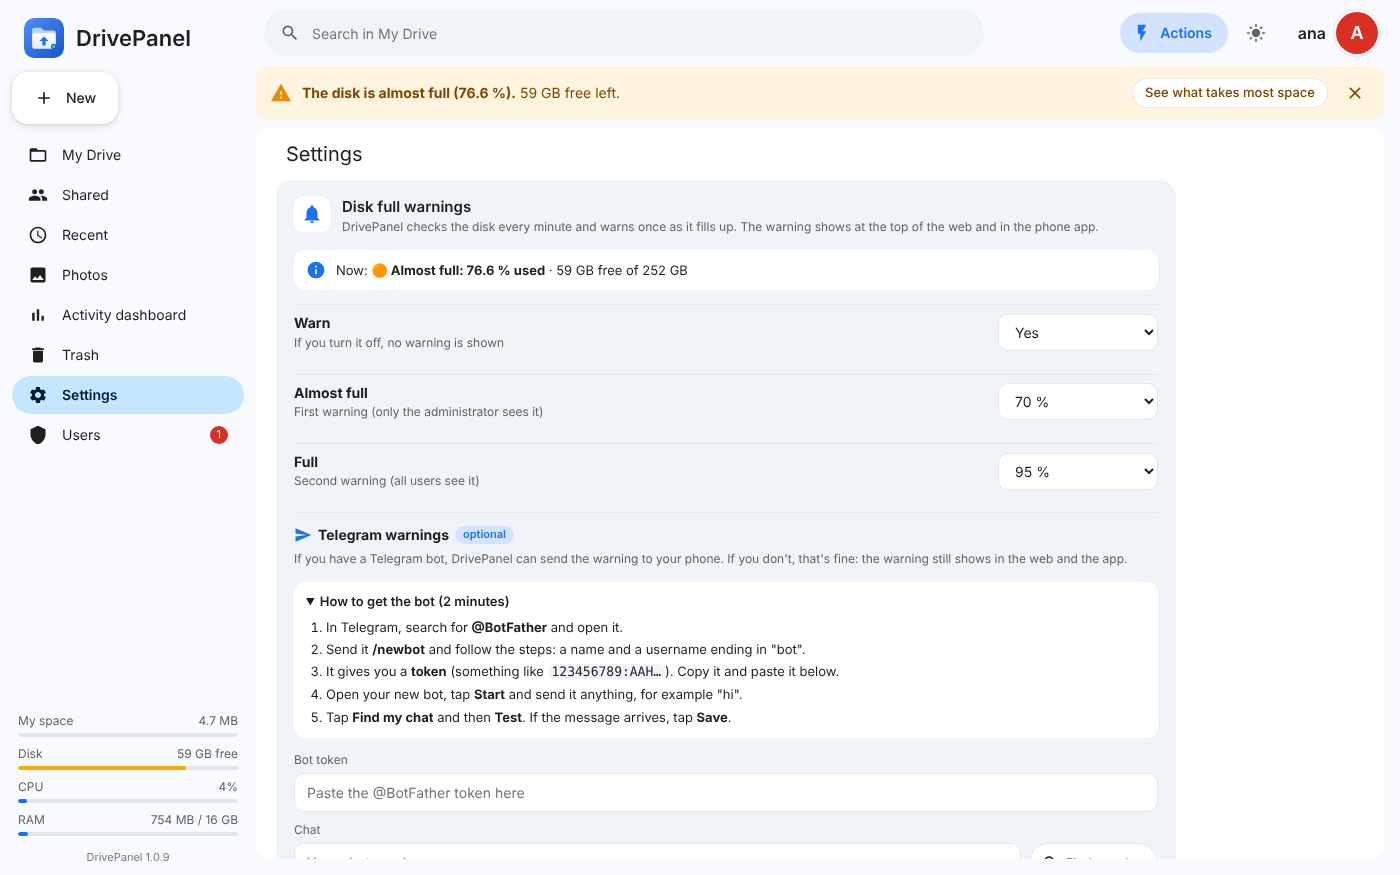 DrivePanel
Search in My Drive
Actions
ana
A
New
The disk is almost full (76.6 %). 59 GB free left.
See what takes most space
My Drive
Shared
Recent
Photos
Activity dashboard
Trash
Settings
Users
1
My space
4.7 MB
Disk
59 GB free
CPU
4%
RAM
754 MB / 16 GB
DrivePanel 1.0.9
Settings
Disk full warnings
DrivePanel checks the disk every minute and warns once as it fills up. The warning shows at the top of the web and in the phone app.
Now: 🟠 Almost full: 76.6 % used · 59 GB free of 252 GB
Warn
If you turn it off, no warning is shown
Yes
Almost full
First warning (only the administrator sees it)
70 %
Full
Second warning (all users see it)
95 %
Telegram warnings
optional
If you have a Telegram bot, DrivePanel can send the warning to your phone. If you don't, that's fine: the warning still shows in the web and the app.
▼ How to get the bot (2 minutes)
1. In Telegram, search for @BotFather and open it.
2. Send it /newbot and follow the steps: a name and a username ending in "bot".
3. It gives you a token (something like 123456789:AAH… ). Copy it and paste it below.
4. Open your new bot, tap Start and send it anything, for example "hi".
5. Tap Find my chat and then Test. If the message arrives, tap Save.
Bot token
Paste the @BotFather token here
Chat